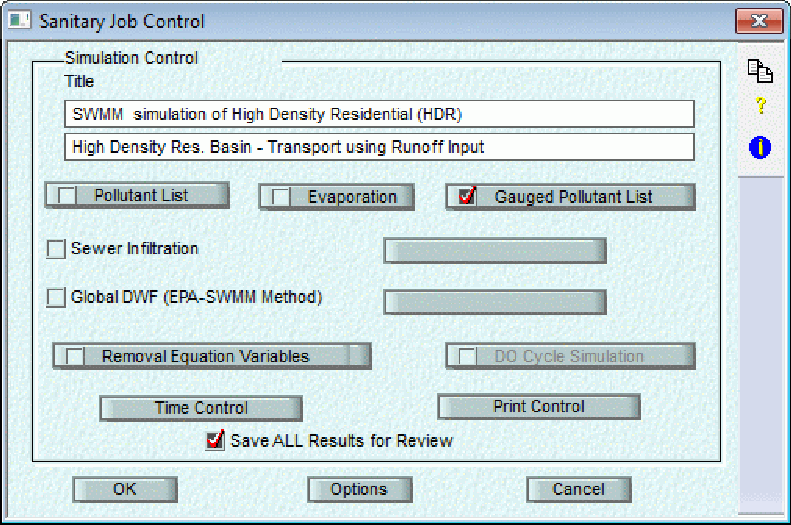 Sanitary Job Control
Simulation Control
Title
SWMM simulation of High Density Residential (HDR)
High Density Res. Basin - Transport using Runoff Input
Pollutant List
Evaporation
Gauged Pollutant List
Sewer Infiltration
Global DWF (EPA-SWMM Method)
Removal Equation Variables
DO Cycle Simulation
Time Control
Print Control
Save ALL Results for Review
OK
Options
Cancel